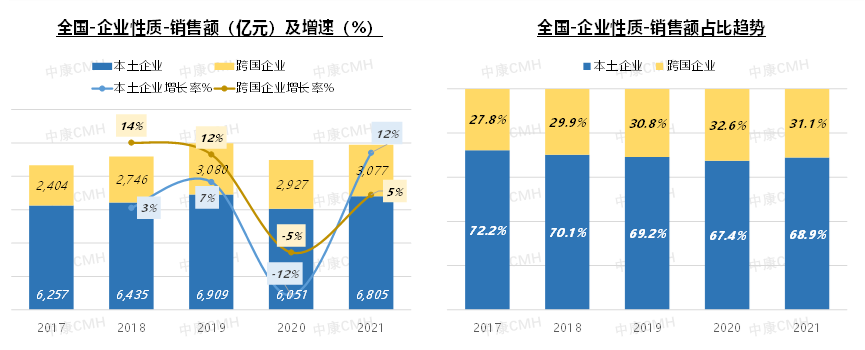 全国-企业性质-销售额（亿元）及增速（%）
本土企业 跨国企业
本土企业增长率% 跨国企业增长率%
14%
12%
12%
3%
7%
-5%
5%
-12%
2,404 2,746 3,080 2,927 3,077
6,257 6,435 6,909 6,051 6,805
2017 2018 2019 2020 2021
全国-企业性质-销售额占比趋势
本土企业 跨国企业
27.8% 29.9% 30.8% 32.6% 31.1%
72.2% 70.1% 69.2% 67.4% 68.9%
2017 2018 2019 2020 2021
中康CMH